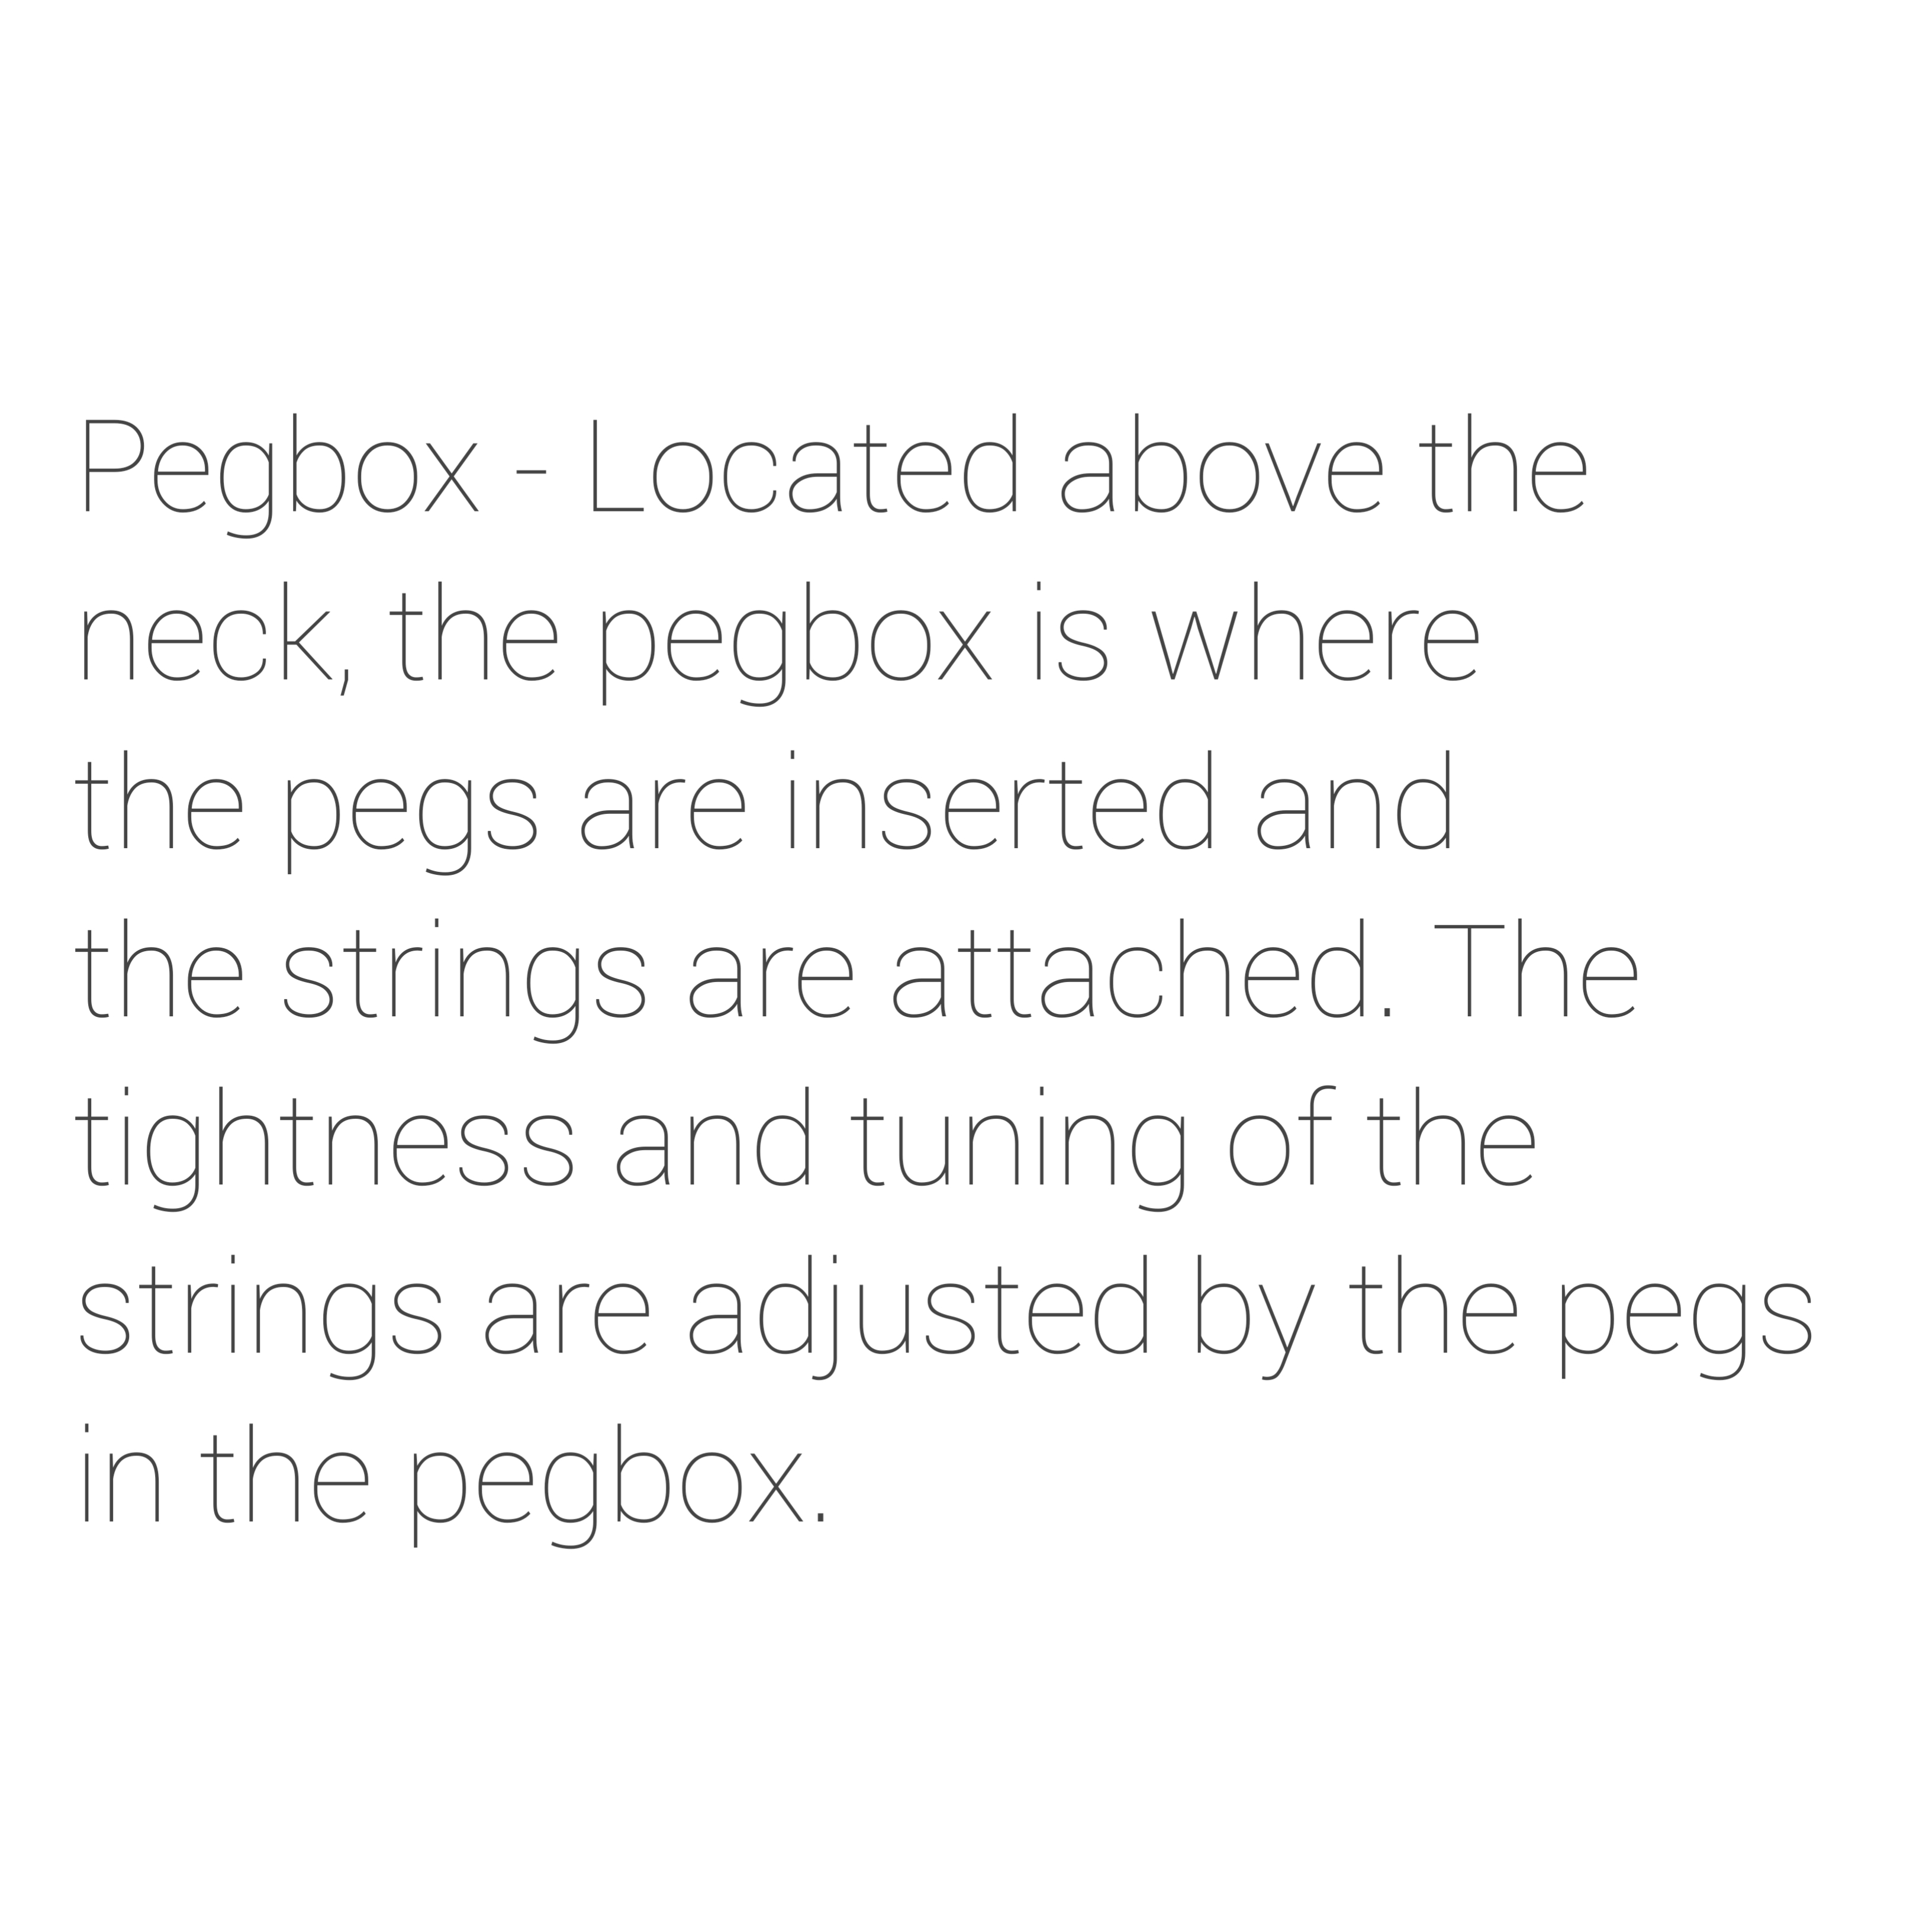 Pegbox - Located above the
neck, the pegbox is where
the pegs are inserted and
the strings are attached. The
tightness and tuning of the
strings are adjusted by the pegs
in the pegbox.